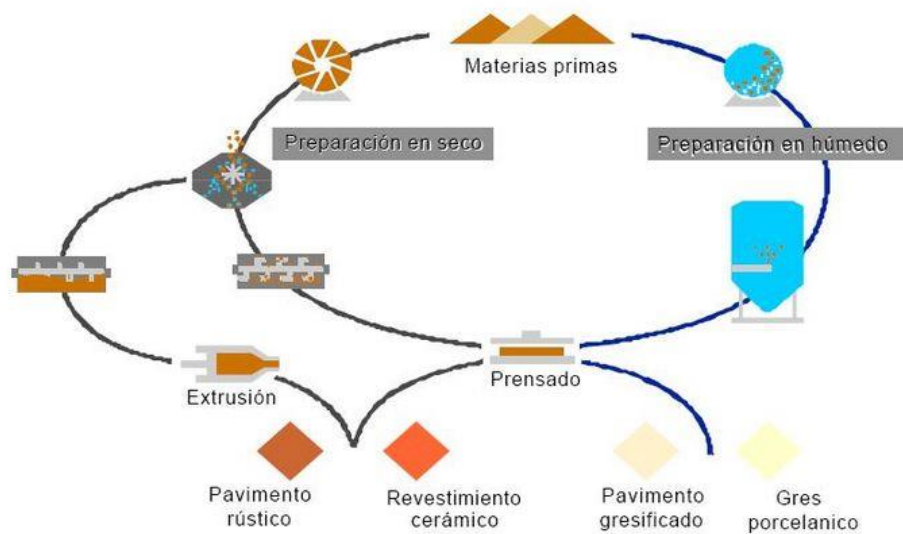 Materias primas
Preparación en seco
Preparación en húmedo
Extrusión
Prensado
Pavimento
rústico
Revestimiento
cerámico
Pavimento
gresificado
Gres
porcelanico